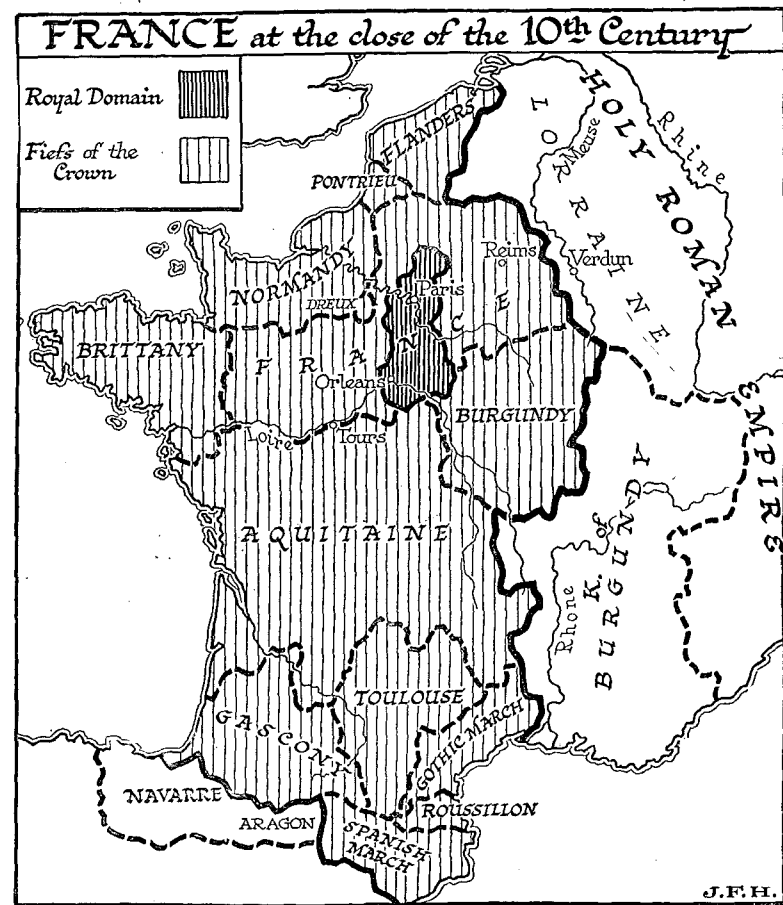 FRANCE at the close of the 10th Century
Royal Domain
Fiefs of the
Crown
FLANDERS
PONTRIEU
LORRAINE
Meuse
HOLY ROMAN
EMPIRE
Rhine
Reims
Verdun
NORMANDY
DREUX
Paris
BRITTANY
FRANCE
Orleans
Loire
Tours
BURGUNDY
AQUITAINE
K. of
BURGUNDY
Rhone
TOULOUSE
GASCONY
GOTHIC MARCH
NAVARRE
ARAGON
ROUSSILLON
SPANISH
MARCH
J.F.H.